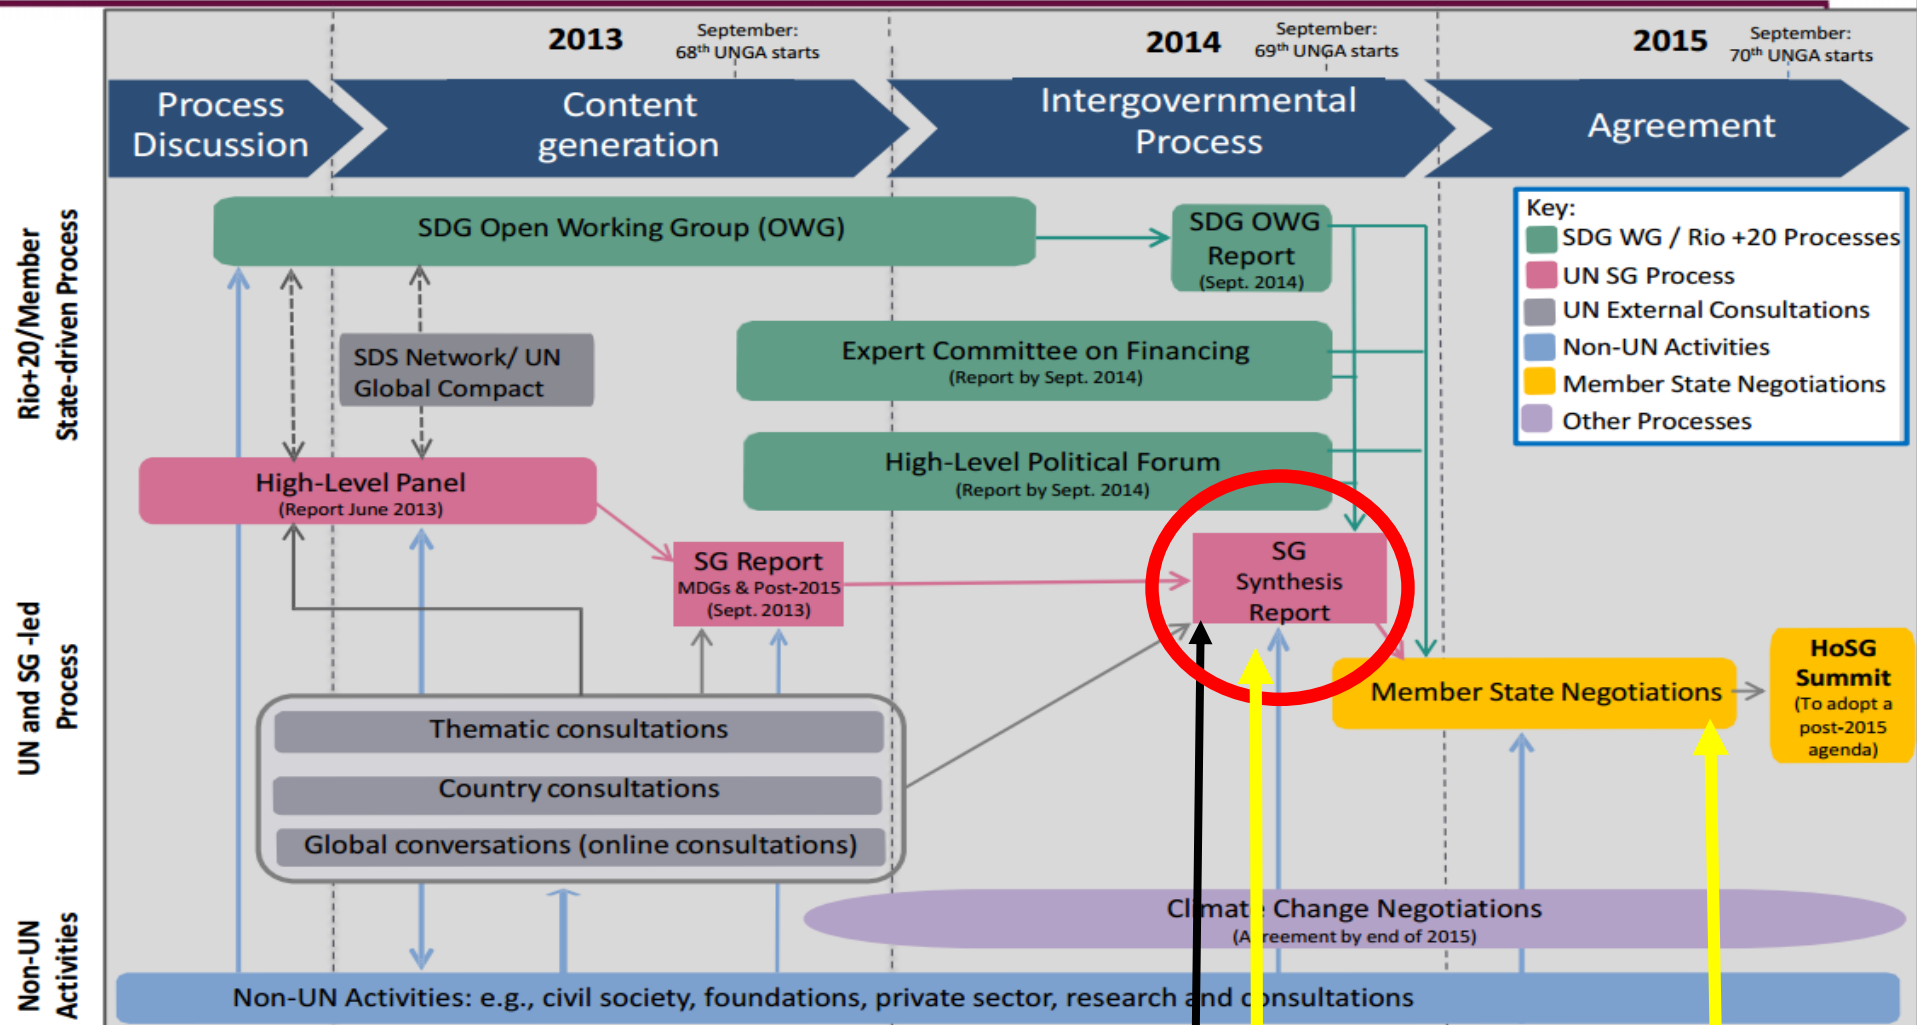 2013
September:
68th UNGA starts
2014
September:
69th UNGA starts
2015
September:
70th UNGA starts
Process
Discussion
Content
generation
Intergovernmental
Process
Agreement
Rio+20/Member
State-driven Process
SDG Open Working Group (OWG)
SDG OWG
Report
(Sept. 2014)
Key:
SDG WG / Rio +20 Processes
UN SG Process
UN External Consultations
Non-UN Activities
Member State Negotiations
Other Processes
SDS Network/ UN
Global Compact
Expert Committee on Financing
(Report by Sept. 2014)
High-Level Political Forum
(Report by Sept. 2014)
High-Level Panel
(Report June 2013)
UN and SG -led
Process
SG Report
MDGs & Post-2015
(Sept. 2013)
SG
Synthesis
Report
Member State Negotiations
HoSG
Summit
(To adopt a
post-2015
agenda)
Thematic consultations
Country consultations
Global conversations (online consultations)
Non-UN
Activities
Climate Change Negotiations
(Agreement by end of 2015)
Non-UN Activities: e.g., civil society, foundations, private sector, research and consultations